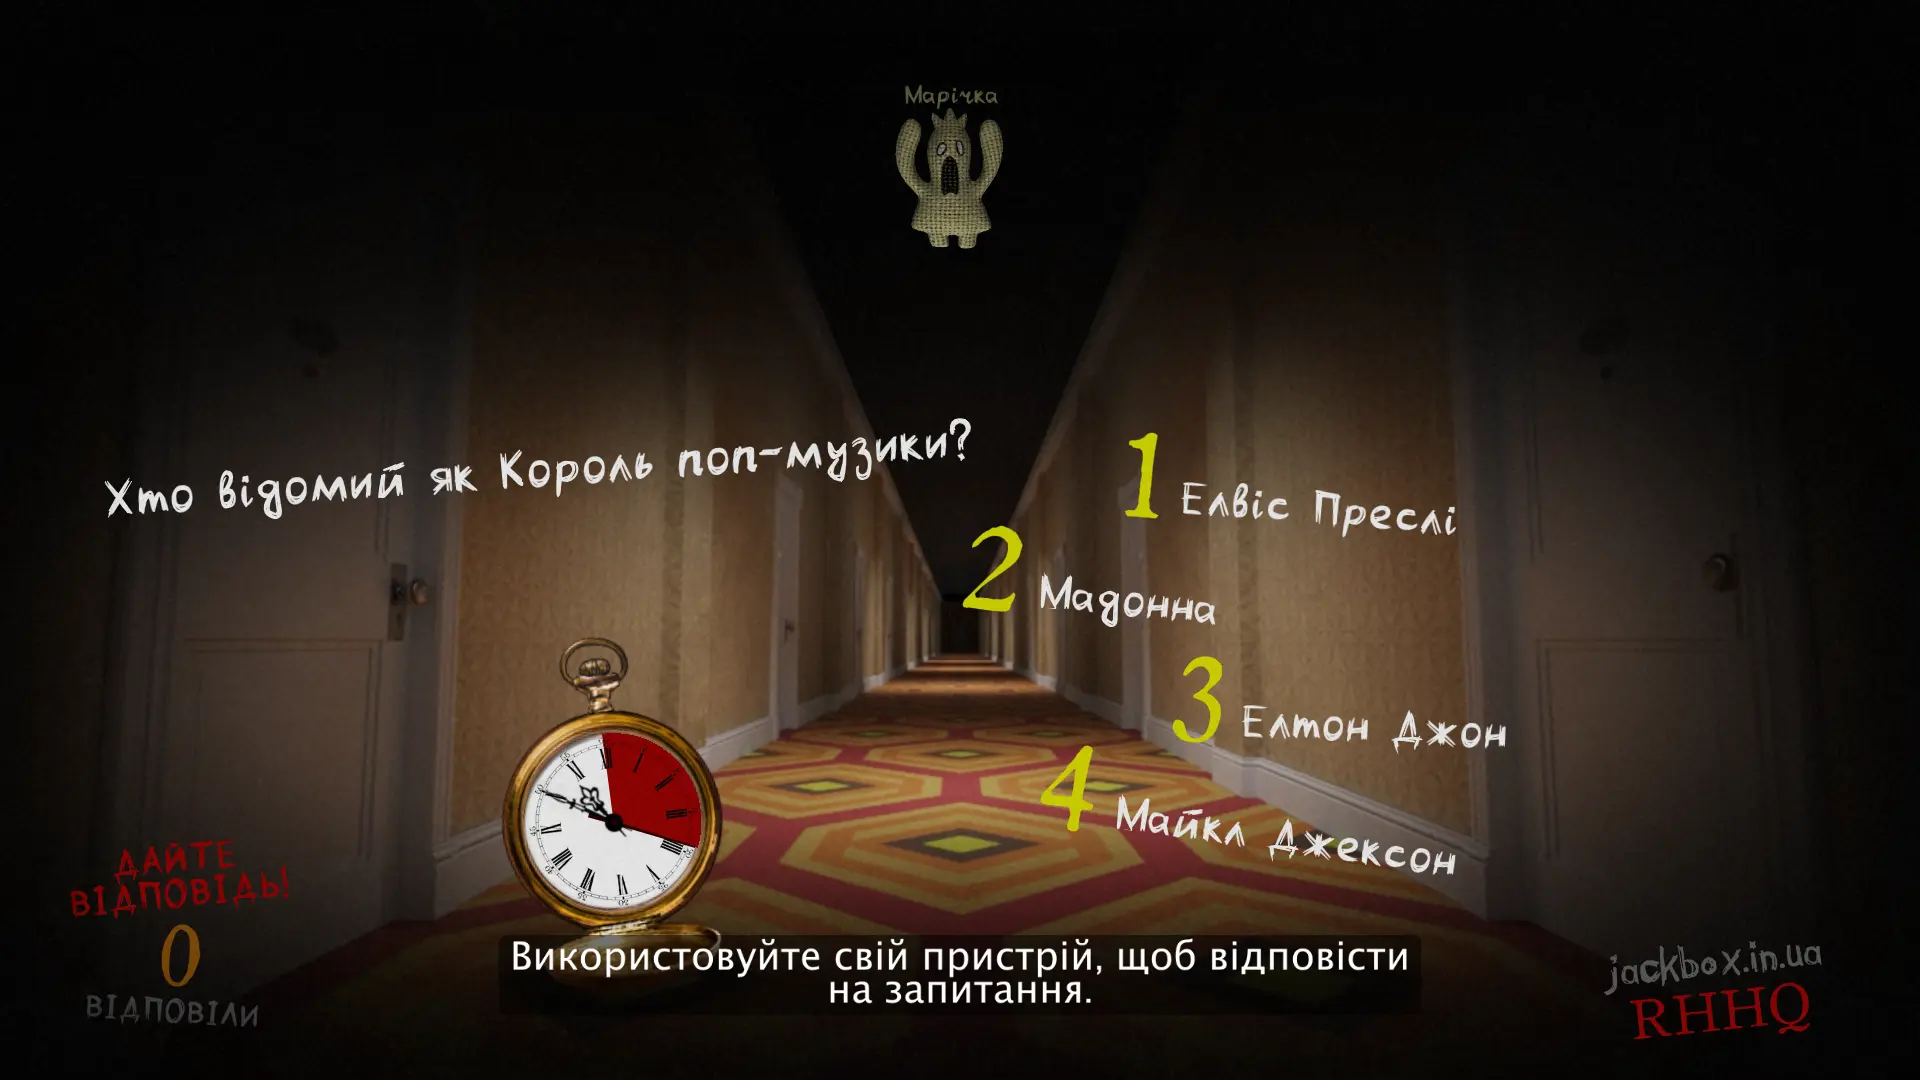 Марічка
Хто відомий як Король поп-музики?
1 Елвіс Преслі
2 Мадонна
3 Елтон Джон
4 Майкл Джексон
ДАЙТЕ
ВІДПОВІДЬ!
0
ВІДПОВІЛИ
Використовуйте свій пристрій, щоб відповісти
на запитання.
jackbox.in.ua
RHHQ